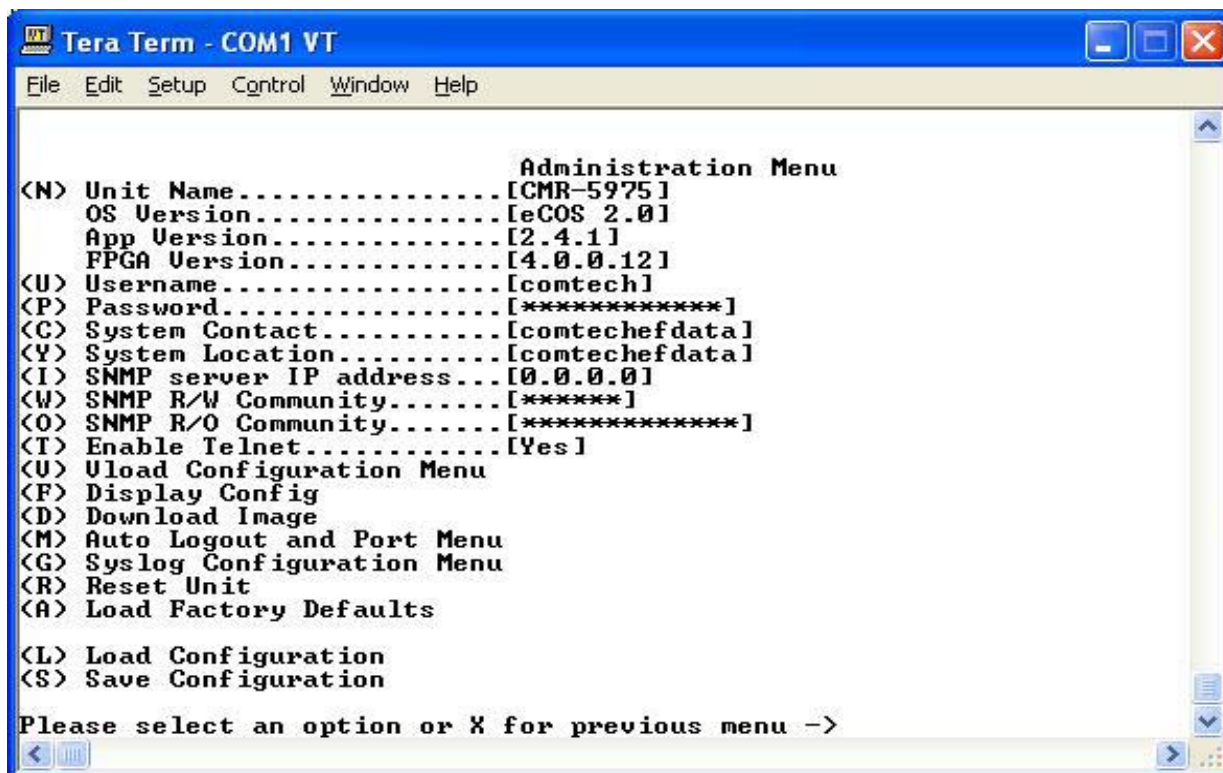 Tera Term - COM1 VT
File Edit Setup Control Window Help
Administration Menu
(N) Unit Name................[CMR-5975]
OS Version...............[eCOS 2.0]
App Version..............[2.4.1]
FPGA Version.............[4.0.0.12]
(U) Username.................[comtech]
(P) Password.................[************]
(C) System Contact...........[comtechefdata]
(Y) System Location..........[comtechefdata]
(I) SNMP server IP address...[0.0.0.0]
(W) SNMP R/W Community.......[******]
(O) SNMP R/O Community.......[*************]
(T) Enable Telnet............[Yes]
(V) Vload Configuration Menu
(F) Display Config
(D) Download Image
(M) Auto Logout and Port Menu
(G) Syslog Configuration Menu
(R) Reset Unit
(A) Load Factory Defaults
(L) Load Configuration
(S) Save Configuration
Please select an option or X for previous menu ->